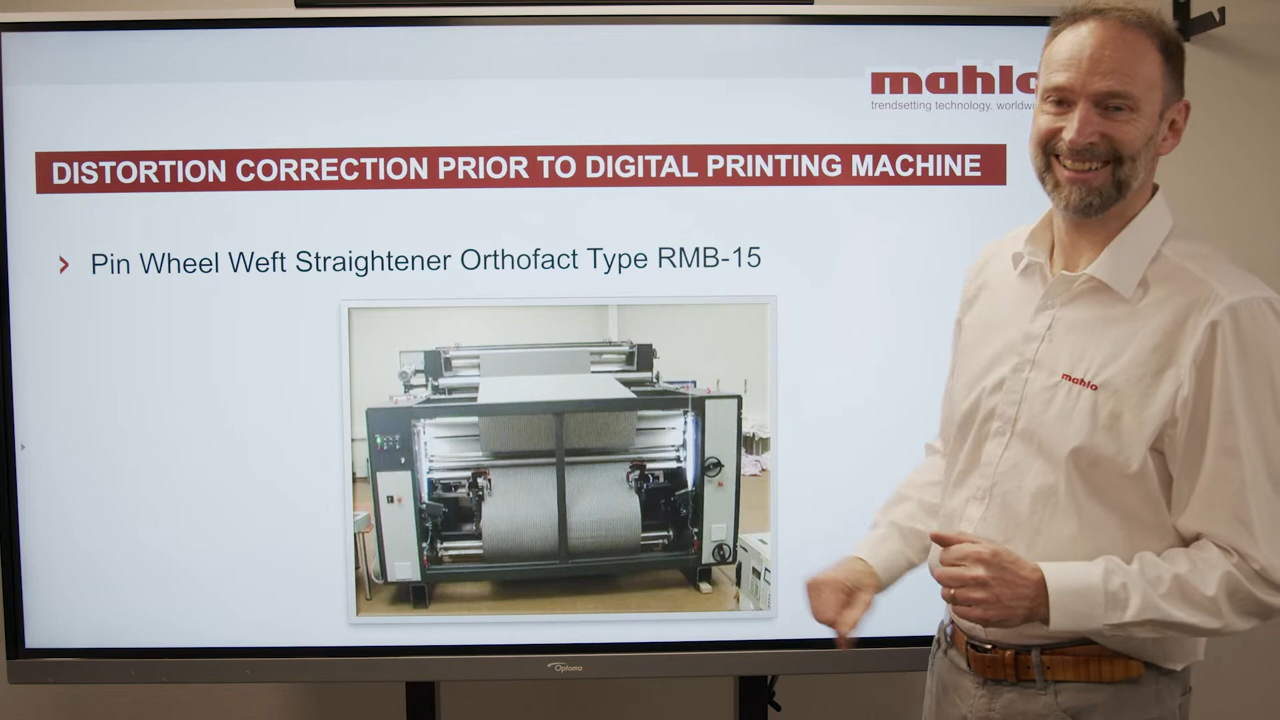 mahlo
trendsetting technology. worldwi
DISTORTION CORRECTION PRIOR TO DIGITAL PRINTING MACHINE
Pin Wheel Weft Straightener Orthofact Type RMB-15
mahlo
Optoma